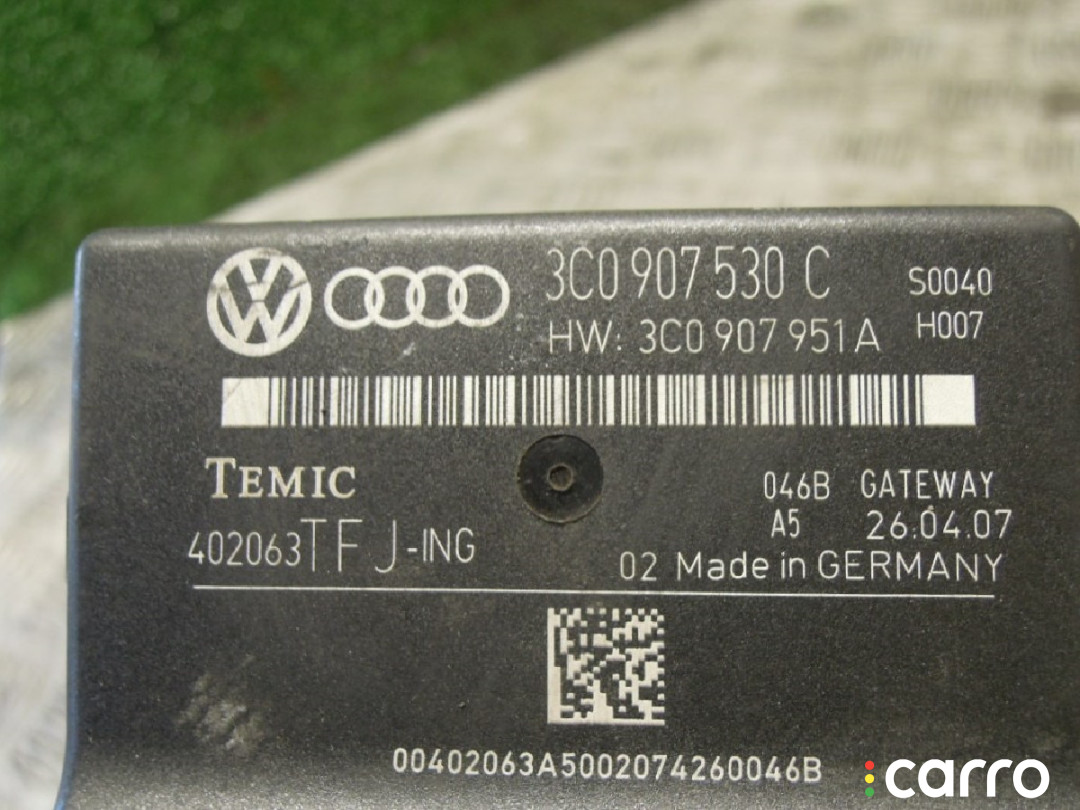 3C0 907 530 C S0040
HW: 3C0 907 951 A H007
TEMIC 046B GATEWAY
A5 26.04.07
402063TFJ-ING
02 Made in GERMANY
00402063A5002074260046B
carro